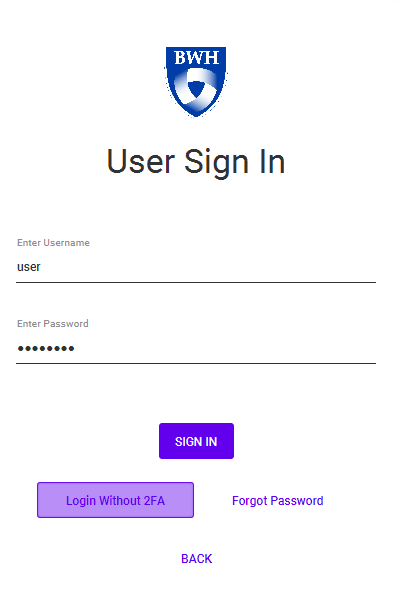 BWH
User Sign In
Enter Username
user
Enter Password
••••••••
SIGN IN
Login Without 2FA
Forgot Password
BACK